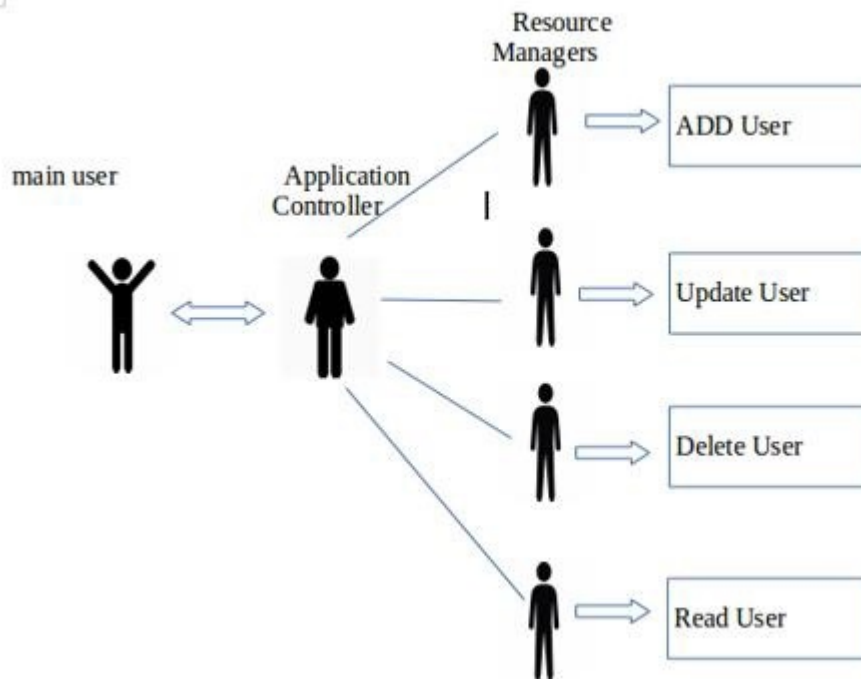 Resource
Managers
ADD User
main user
Application
Controller
Update User
Delete User
Read User